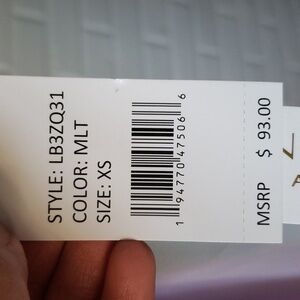 STYLE: LB3ZQ31
COLOR: MLT
SIZE: XS
1 94770 47506 6
MSRP $ 93.00